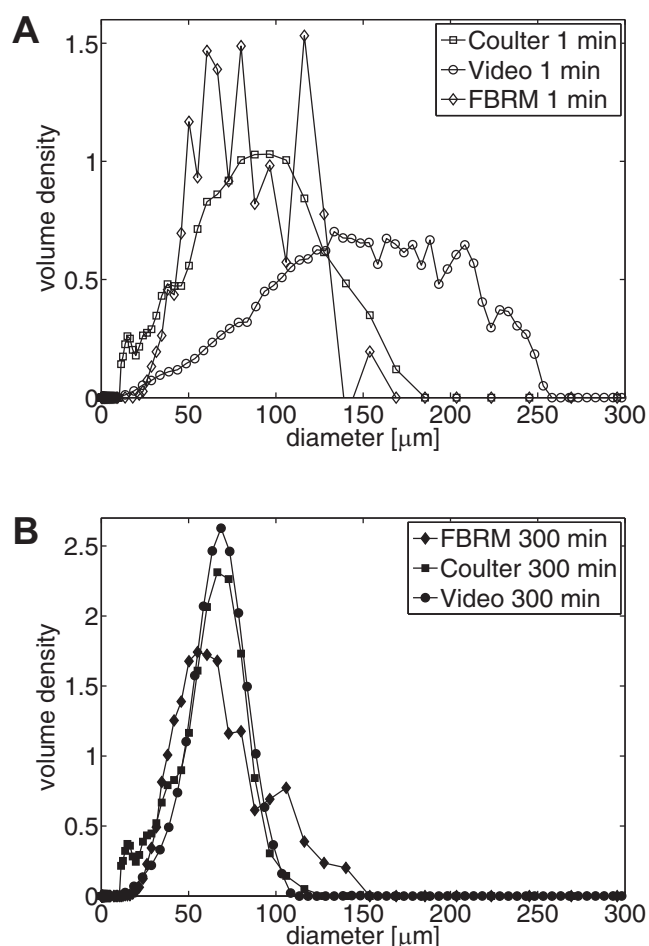 A
1.5
1
0.5
0
volume density
Coulter 1 min
Video 1 min
FBRM 1 min
0 50 100 150 200 250 300
diameter [μm]
B
2.5
2
1.5
1
0.5
0
volume density
FBRM 300 min
Coulter 300 min
Video 300 min
0 50 100 150 200 250 300
diameter [μm]